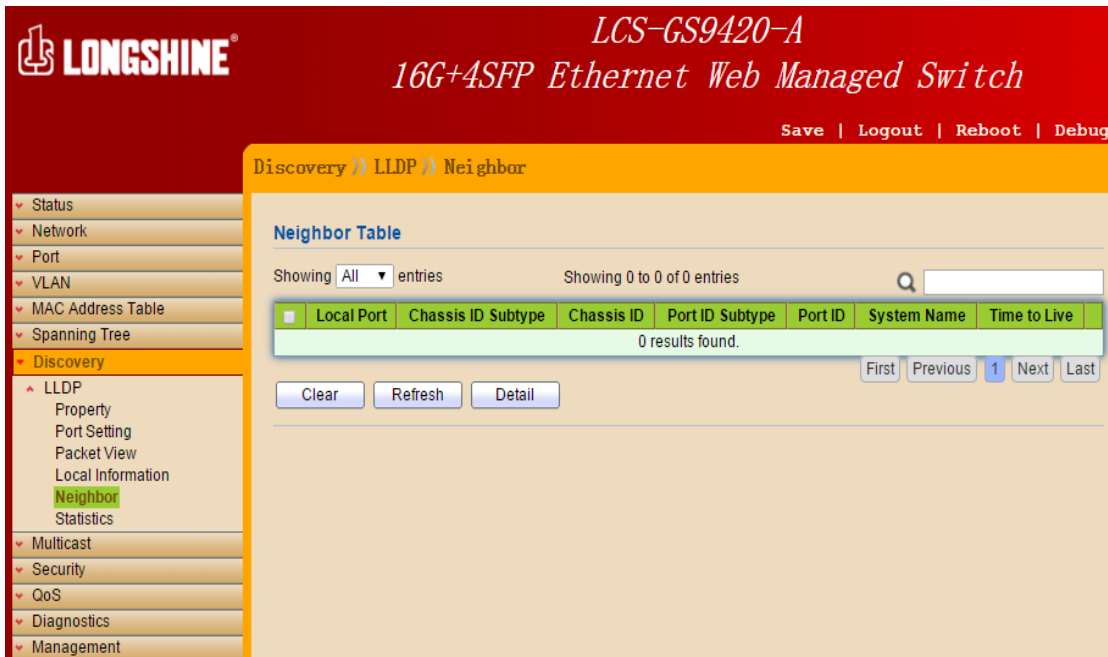 LONGSHINE®
LCS-GS9420-A
16G+4SFP Ethernet Web Managed Switch
Save | Logout | Reboot | Debug
Discovery 》 LLDP 》 Neighbor
Status
Network
Port
VLAN
MAC Address Table
Spanning Tree
Discovery
LLDP
Property
Port Setting
Packet View
Local Information
Neighbor
Statistics
Multicast
Security
QoS
Diagnostics
Management
Neighbor Table
Showing All entries Showing 0 to 0 of 0 entries
Local Port Chassis ID Subtype Chassis ID Port ID Subtype Port ID System Name Time to Live
0 results found.
First Previous 1 Next Last
Clear Refresh Detail